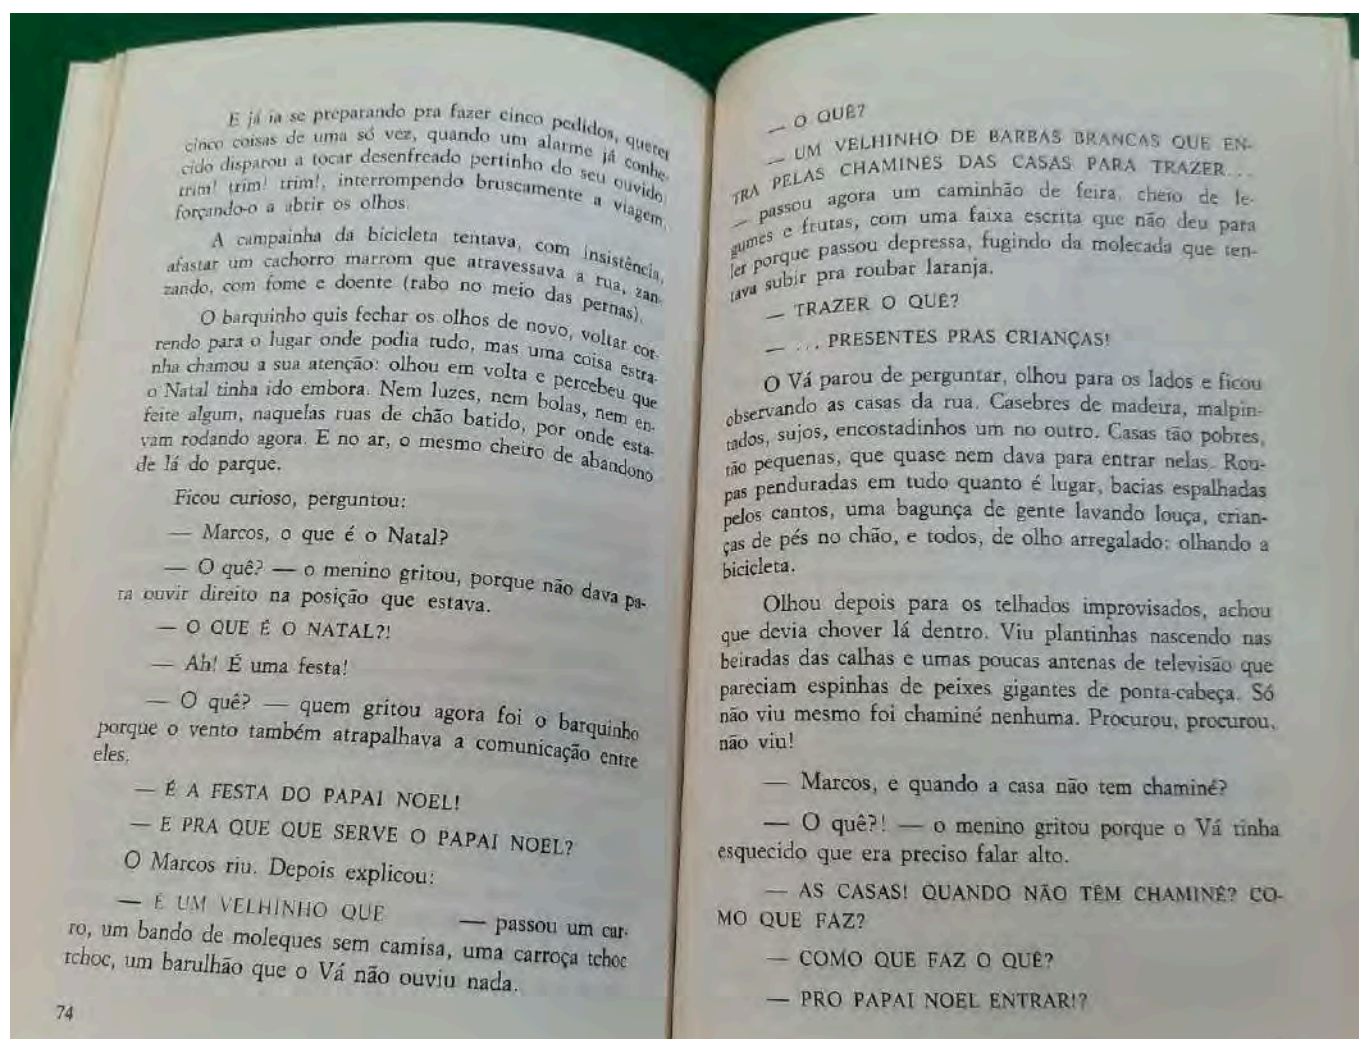 E já ia se preparando pra fazer cinco pedidos, querer
cinco coisas de uma só vez, quando um alarme já conhe-
cido disparou a tocar desenfreado pertinho do seu ouvido,
trim! trim! trim!, interrompendo bruscamente a viagem,
forçando-o a abrir os olhos.
A campainha da bicicleta tentava, com insistência,
afastar um cachorro marrom que atravessava a rua, zan-
zando, com fome e doente (rabo no meio das pernas).
O barquinho quis fechar os olhos de novo, voltar cor-
rendo para o lugar onde podia tudo, mas uma coisa estra-
nha chamou a sua atenção: olhou em volta e percebeu que
o Natal tinha ido embora. Nem luzes, nem bolas, nem en-
feite algum, naquelas ruas de chão batido, por onde esta-
vam rodando agora. E no ar, o mesmo cheiro de abandono
de lá do parque.
Ficou curioso, perguntou:
— Marcos, o que é o Natal?
— O quê? — o menino gritou, porque não dava pa-
ra ouvir direito na posição que estava.
— O QUE É O NATAL?!
— Ah! É uma festa!
— O quê? — quem gritou agora foi o barquinho
porque o vento também atrapalhava a comunicação entre
eles.
— É A FESTA DO PAPAI NOEL!
— E PRA QUE QUE SERVE O PAPAI NOEL?
O Marcos riu. Depois explicou:
— É UM VELHINHO QUE — passou um car-
ro, um bando de moleques sem camisa, uma carroça tchoc
tchoc, um barulhão que o Vá não ouviu nada.
74
— O QUÊ?
— UM VELHINHO DE BARBAS BRANCAS QUE EN-
TRA PELAS CHAMINÉS DAS CASAS PARA TRAZER...
— passou agora um caminhão de feira, cheio de le-
gumes e frutas, com uma faixa escrita que não deu para
ler porque passou depressa, fugindo da molecada que ten-
tava subir pra roubar laranja.
— TRAZER O QUÊ?
— ... PRESENTES PRAS CRIANÇAS!
O Vá parou de perguntar, olhou para os lados e ficou
observando as casas da rua. Casebres de madeira, malpin-
tados, sujos, encostadinhos um no outro. Casas tão pobres,
tão pequenas, que quase nem dava para entrar nelas. Rou-
pas penduradas em tudo quanto é lugar, bacias espalhadas
pelos cantos, uma bagunça de gente lavando louça, crian-
ças de pés no chão, e todos, de olho arregalado: olhando a
bicicleta.
Olhou depois para os telhados improvisados, achou
que devia chover lá dentro. Viu plantinhas nascendo nas
beiradas das calhas e umas poucas antenas de televisão que
pareciam espinhas de peixes gigantes de ponta-cabeça. Só
não viu mesmo foi chaminé nenhuma. Procurou, procurou,
não viu!
— Marcos, e quando a casa não tem chaminé?
— O quê?! — o menino gritou porque o Vá tinha
esquecido que era preciso falar alto.
— AS CASAS! QUANDO NÃO TÊM CHAMINÉ? CO-
MO QUE FAZ?
— COMO QUE FAZ O QUÊ?
— PRO PAPAI NOEL ENTRAR!?